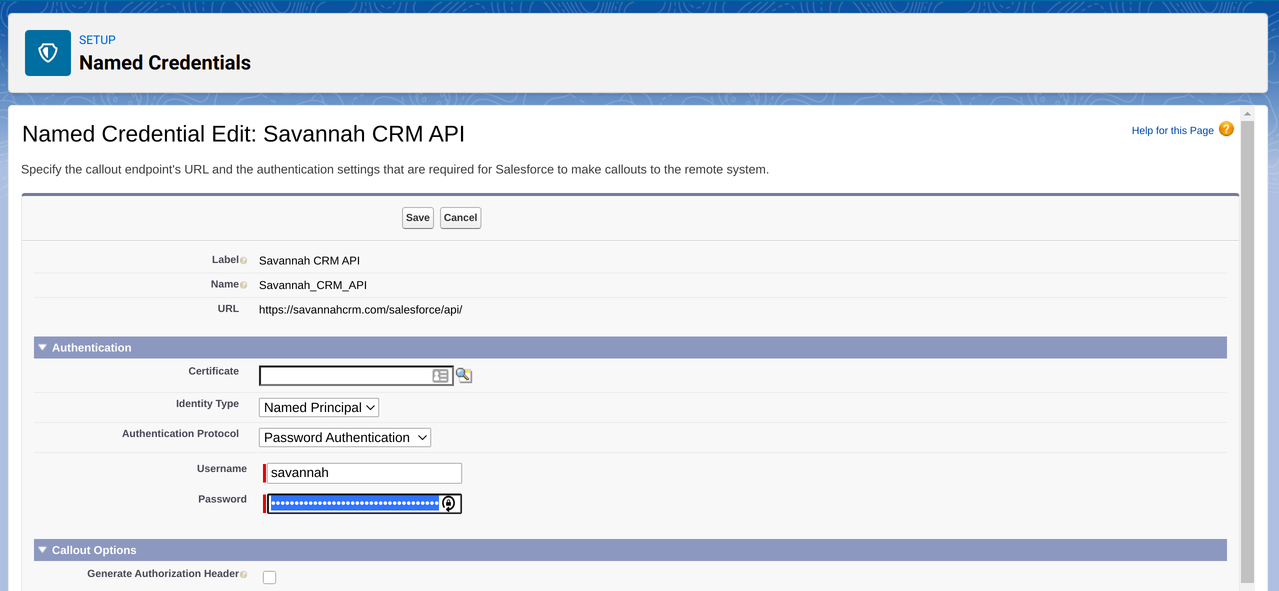 SETUP
Named Credentials
Named Credential Edit: Savannah CRM API
Help for this Page ?
Specify the callout endpoint's URL and the authentication settings that are required for Salesforce to make callouts to the remote system.
Save Cancel
Label Savannah CRM API
Name Savannah_CRM_API
URL https://savannahcrm.com/salesforce/api/
Authentication
Certificate
Identity Type Named Principal
Authentication Protocol Password Authentication
Username savannah
Password
Callout Options
Generate Authorization Header